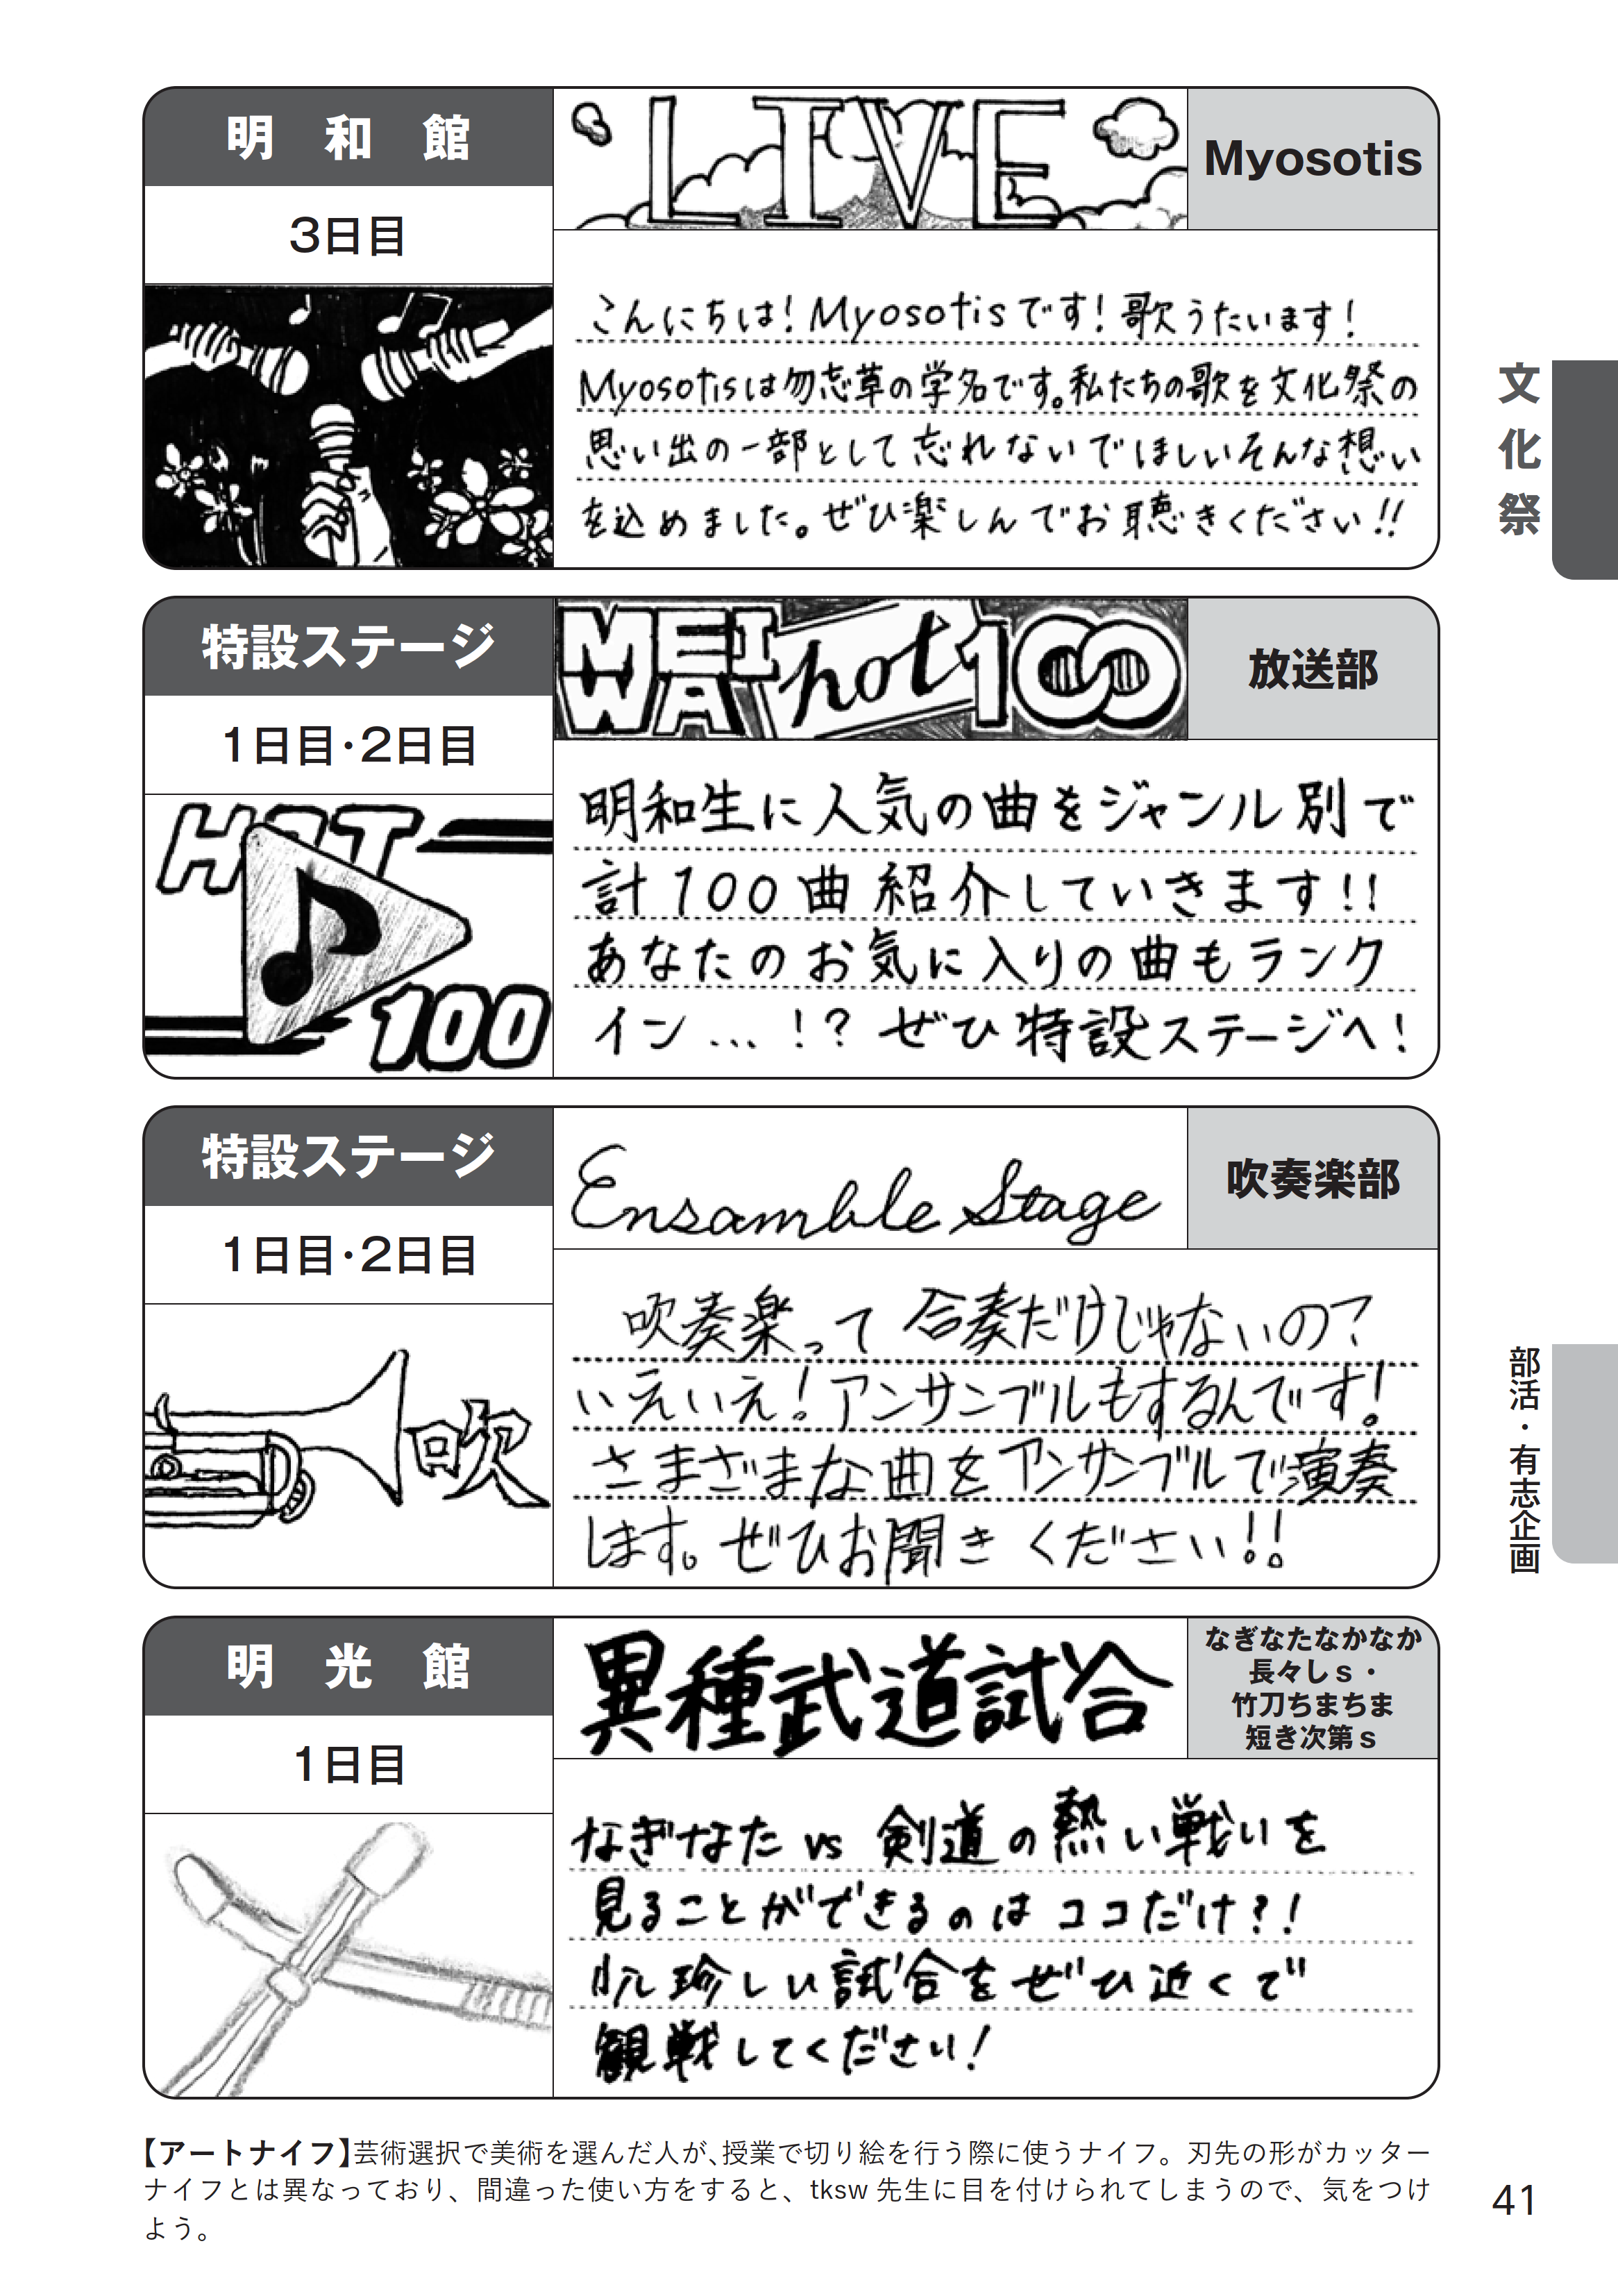 明和館
3日目
LIVE
Myosotis
こんにちは！Myosotisです！歌うたいます！
Myosotisは勿忘草の学名です。私たちの歌を文化祭の
思い出の一部として忘れないでほしいそんな想い
を込めました。ぜひ楽しんでお聴きください!!
特設ステージ
1日目・2日目
HOT
100
MEIWA hot 100
放送部
明和生に人気の曲をジャンル別で
計100曲紹介していきます!!
あなたのお気に入りの曲もランク
イン…！？ぜひ特設ステージへ！
特設ステージ
1日目・2日目
吹
Ensamble Stage
吹奏楽部
吹奏楽って合奏だけじゃないの？
いえいえ！アンサンブルもするんです！
さまざまな曲をアンサンブルで演奏
します。ぜひお聞きください!!
明光館
1日目
異種武道試合
なぎなたなかなか
長々しs・
竹刀ちまちま
短き次第s
なぎなた vs 剣道の熱い戦いを
見ることができるのはココだけ?!
珍しい試合をぜひ近くで
観戦してください！
【アートナイフ】芸術選択で美術を選んだ人が、授業で切り絵を行う際に使うナイフ。刃先の形がカッター
ナイフとは異なっており、間違った使い方をすると、tksw先生に目を付けられてしまうので、気をつけ
よう。
文化祭
部活・有志企画
41